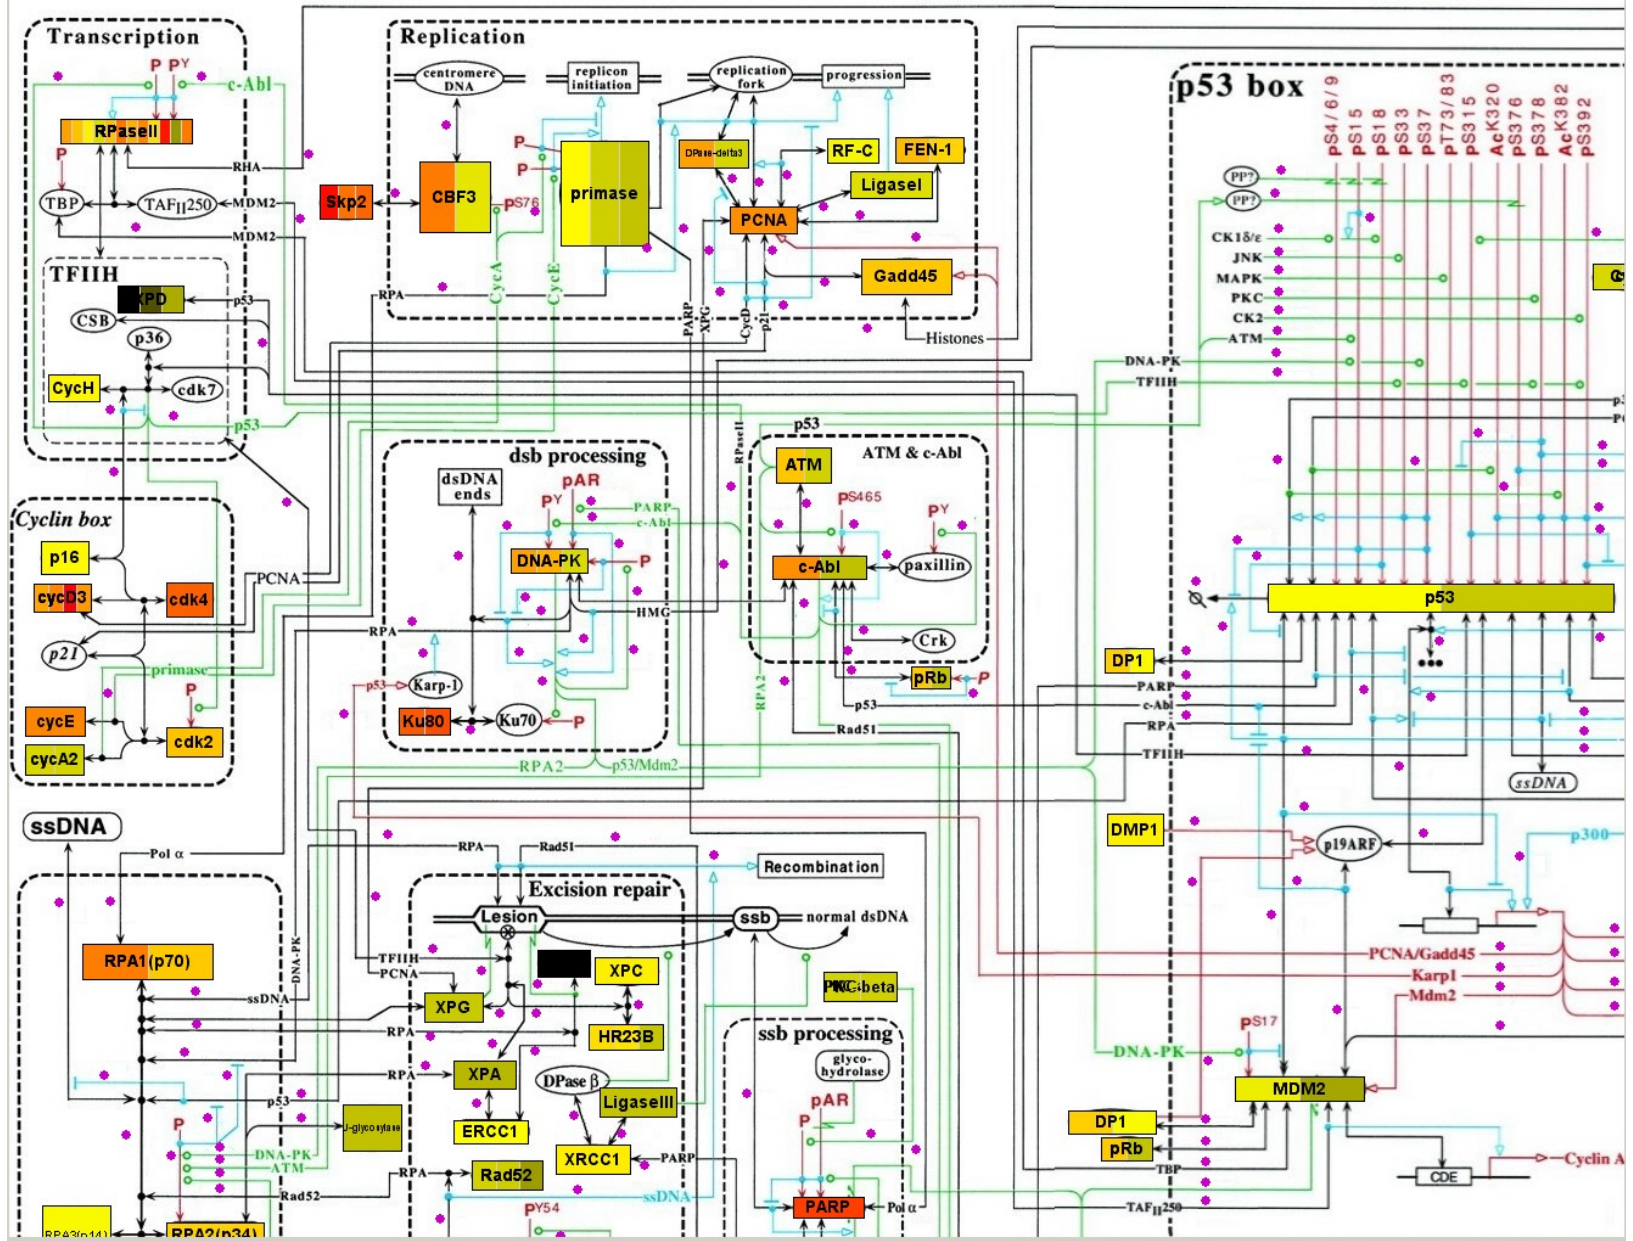 Transcription
P PY
c-Abl
RPaseII
P
RHA
TBP
TAFII250
MDM2
MDM2
TFIIH
XPD
p53
CSB
p36
CycH
cdk7
p53
Replication
centromere
DNA
replicon
initiation
replication
fork
progression
P
P
pS76
Skp2
CBF3
primase
DPase-delta3
RF-C
FEN-1
LigaseI
PCNA
Gadd45
CycA
CycE
RPA
PARP
XPG
CycD
p21
Histones
p53 box
pS4/6/9
pS15
pS18
pS33
pS37
pT73/83
pS315
AcK320
pS376
pS378
AcK382
pS392
PP?
PP?
CK1δ/ε
JNK
MAPK
PKC
CK2
ATM
DNA-PK
TFIIH
Cyclin box
p16
cycD3
cdk4
PCNA
p21
primase
P
cycE
cdk2
cycA2
dsb processing
dsDNA
ends
pAR
PY
PARP
c-Abl
DNA-PK
P
HMG
RPA
p53
Karp-1
Ku80
Ku70
P
RPA2
p53/Mdm2
RPaseII
p53
ATM & c-Abl
ATM
PS465
PY
c-Abl
paxillin
Crk
pRb
P
p53
Rad51
RPA2
p53
DP1
PARP
c-Abl
RPA
TFIIH
ssDNA
DMP1
p19ARF
p300
PCNA/Gadd45
Karp1
Mdm2
PS17
DNA-PK
MDM2
DP1
pRb
TBP
TAFII250
CDE
Cyclin A
ssDNA
Pol α
RPA1(p70)
DNA-PK
ssDNA
p53
P
DNA-PK
ATM
Rad52
RPA3(p14)
RPA2(p34)
RPA
Rad51
Recombination
Excision repair
Lesion
ssb
normal dsDNA
TFIIH
PCNA
XPC
XPG
HR23B
RPA
RPA
XPA
DPase β
LigaseIII
ERCC1
XRCC1
PARP
RPA
Rad52
ssDNA
PY54
ssb processing
glyco-
hydrolase
pAR
P
PARP
Pol α